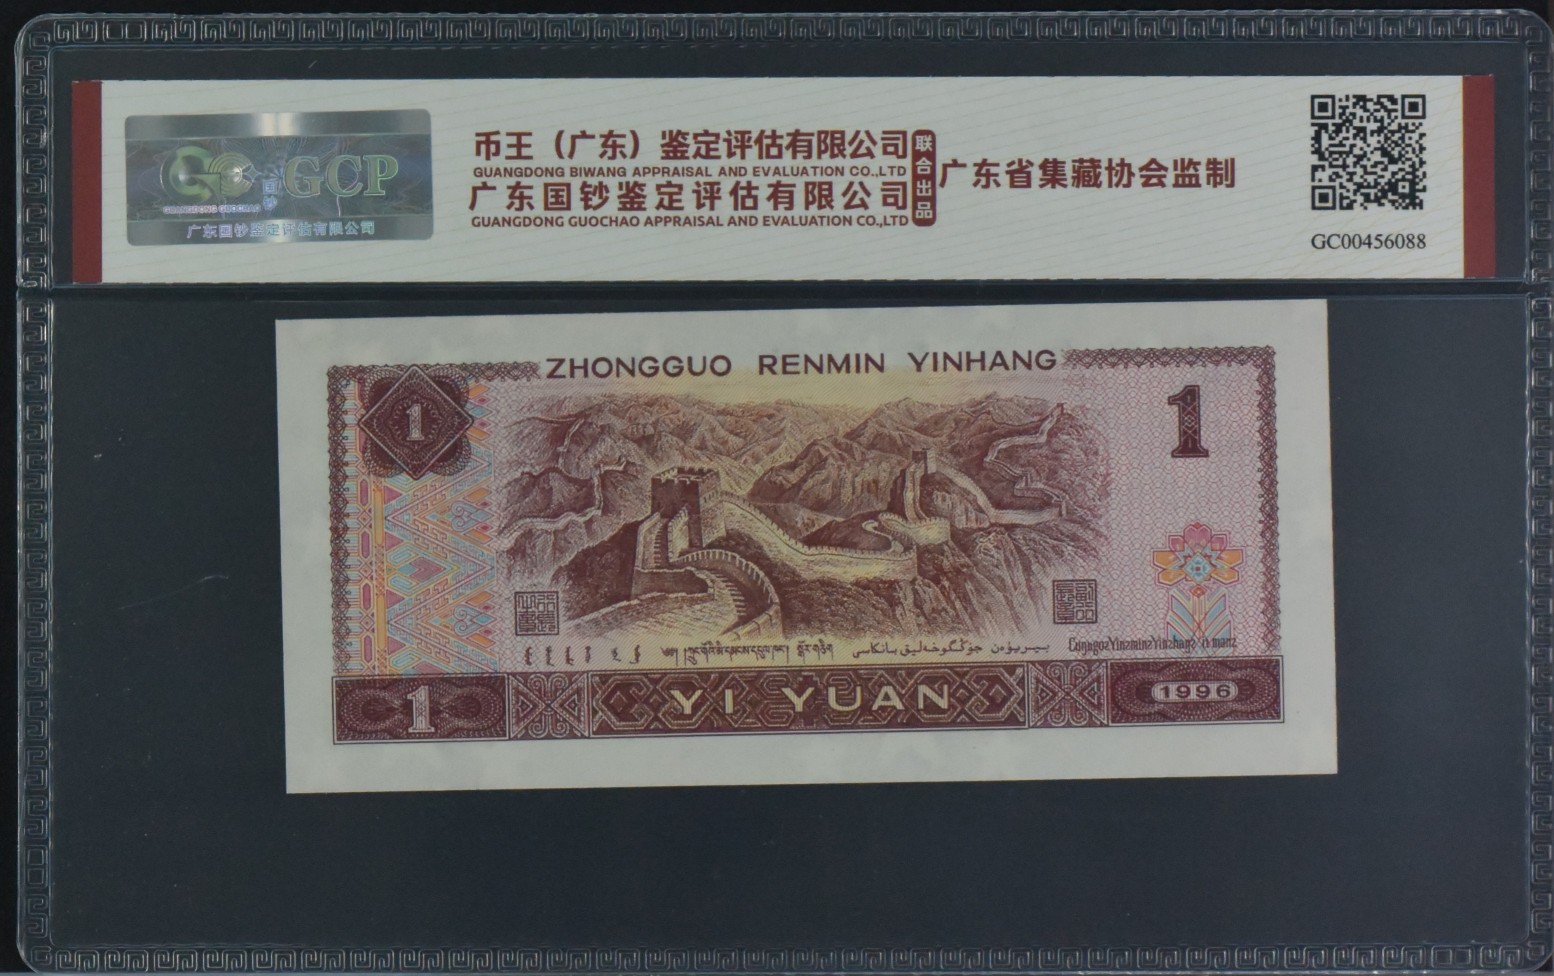 GCP
GUANGDONG GUOCHAO
国钞
广东国钞鉴定评估有限公司
币王（广东）鉴定评估有限公司
GUANGDONG BIWANG APPRAISAL AND EVALUATION CO.,LTD
广东国钞鉴定评估有限公司
GUANGDONG GUOCHAO APPRAISAL AND EVALUATION CO.,LTD
联合出品
广东省集藏协会监制
GC00456088
ZHONGGUO RENMIN YINHANG
1
1
1
YI YUAN
1996